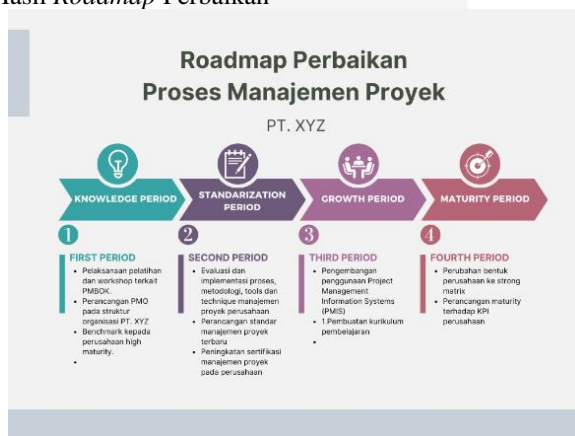 Hasil Roadmap Perbaikan
Roadmap Perbaikan
Proses Manajemen Proyek
PT. XYZ
KNOWLEDGE PERIOD
STANDARIZATION
PERIOD
GROWTH PERIOD
MATURITY PERIOD
1
FIRST PERIOD
• Pelaksanaan pelatihan
dan workshop terkait
PMBOK.
• Perancangan PMO
pada struktur
organisasi PT. XYZ
• Benchmark kepada
perusahaan high
maturity.
•
2
SECOND PERIOD
• Evaluasi dan
implementasi proses,
metodologi, tools dan
technique manajemen
proyek perusahaan
• Perancangan standar
manajemen proyek
terbaru
• Peningkatan sertifikasi
manajemen proyek
pada perusahaan
3
THIRD PERIOD
• Pengembangan
penggunaan Project
Management
Information Systems
(PMIS)
• 1.Pembuatan kurikulum
pembelajaran
•
4
FOURTH PERIOD
• Perubahan bentuk
perusahaan ke strong
matrix
• Perancangan maturity
terhadap KPI
perusahaan